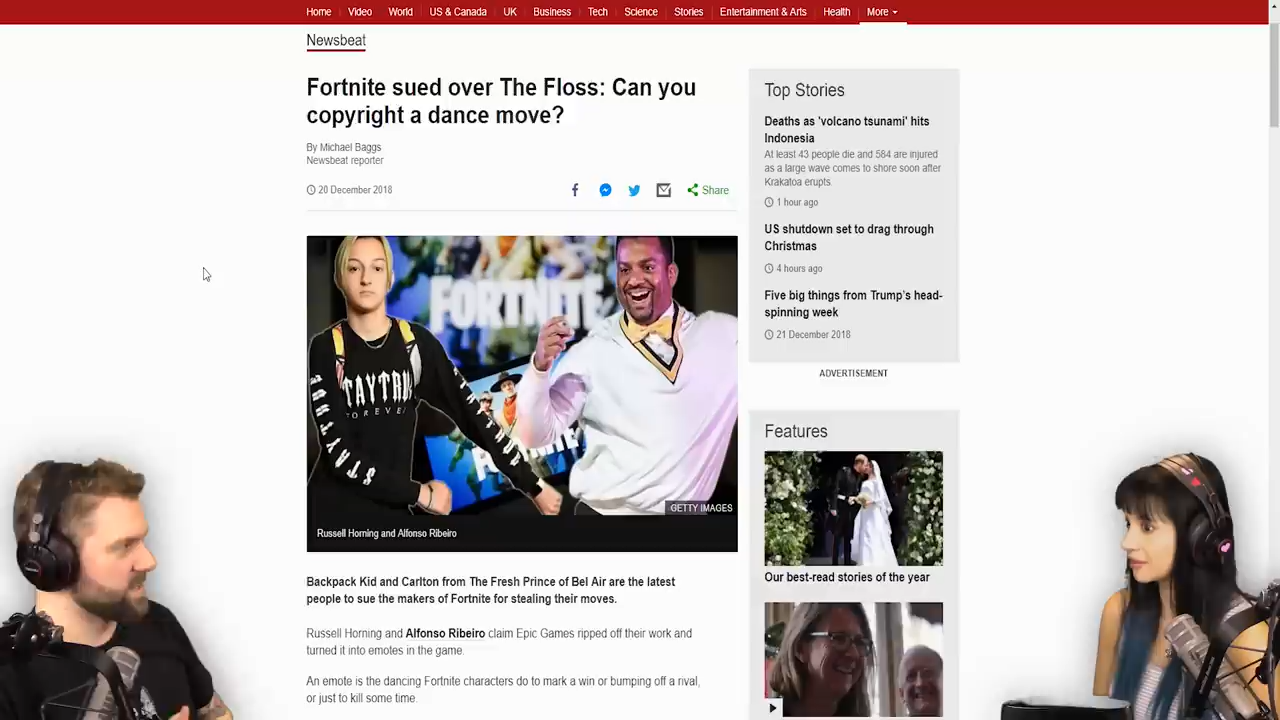 Home Video World US & Canada UK Business Tech Science Stories Entertainment & Arts Health More
Newsbeat
Fortnite sued over The Floss: Can you
copyright a dance move?
By Michael Baggs
Newsbeat reporter
20 December 2018
Share
FORTNITE
STAYTRUE
FOREVER
GETTY IMAGES
Russell Horning and Alfonso Ribeiro
Backpack Kid and Carlton from The Fresh Prince of Bel Air are the latest
people to sue the makers of Fortnite for stealing their moves.
Russell Horning and Alfonso Ribeiro claim Epic Games ripped off their work and
turned it into emotes in the game.
An emote is the dancing Fortnite characters do to mark a win or bumping off a rival,
or just to kill some time.
Top Stories
Deaths as 'volcano tsunami' hits
Indonesia
At least 43 people die and 584 are injured
as a large wave comes to shore soon after
Krakatoa erupts.
1 hour ago
US shutdown set to drag through
Christmas
4 hours ago
Five big things from Trump's head-
spinning week
21 December 2018
ADVERTISEMENT
Features
Our best-read stories of the year